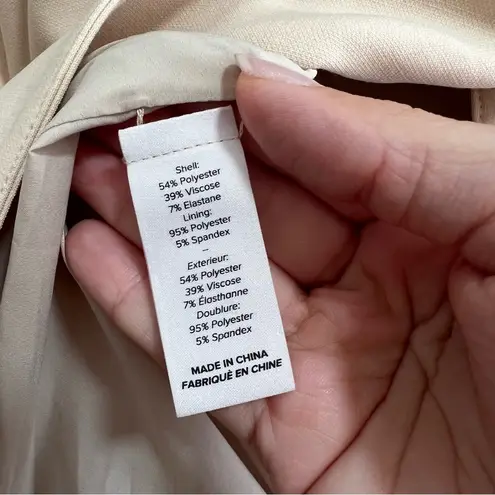 Shell:
54% Polyester
39% Viscose
7% Elastane
Lining:
95% Polyester
5% Spandex
--
Exterieur:
54% Polyester
39% Viscose
7% Élasthanne
Doublure:
95% Polyester
5% Spandex
MADE IN CHINA
FABRIQUÉ EN CHINE